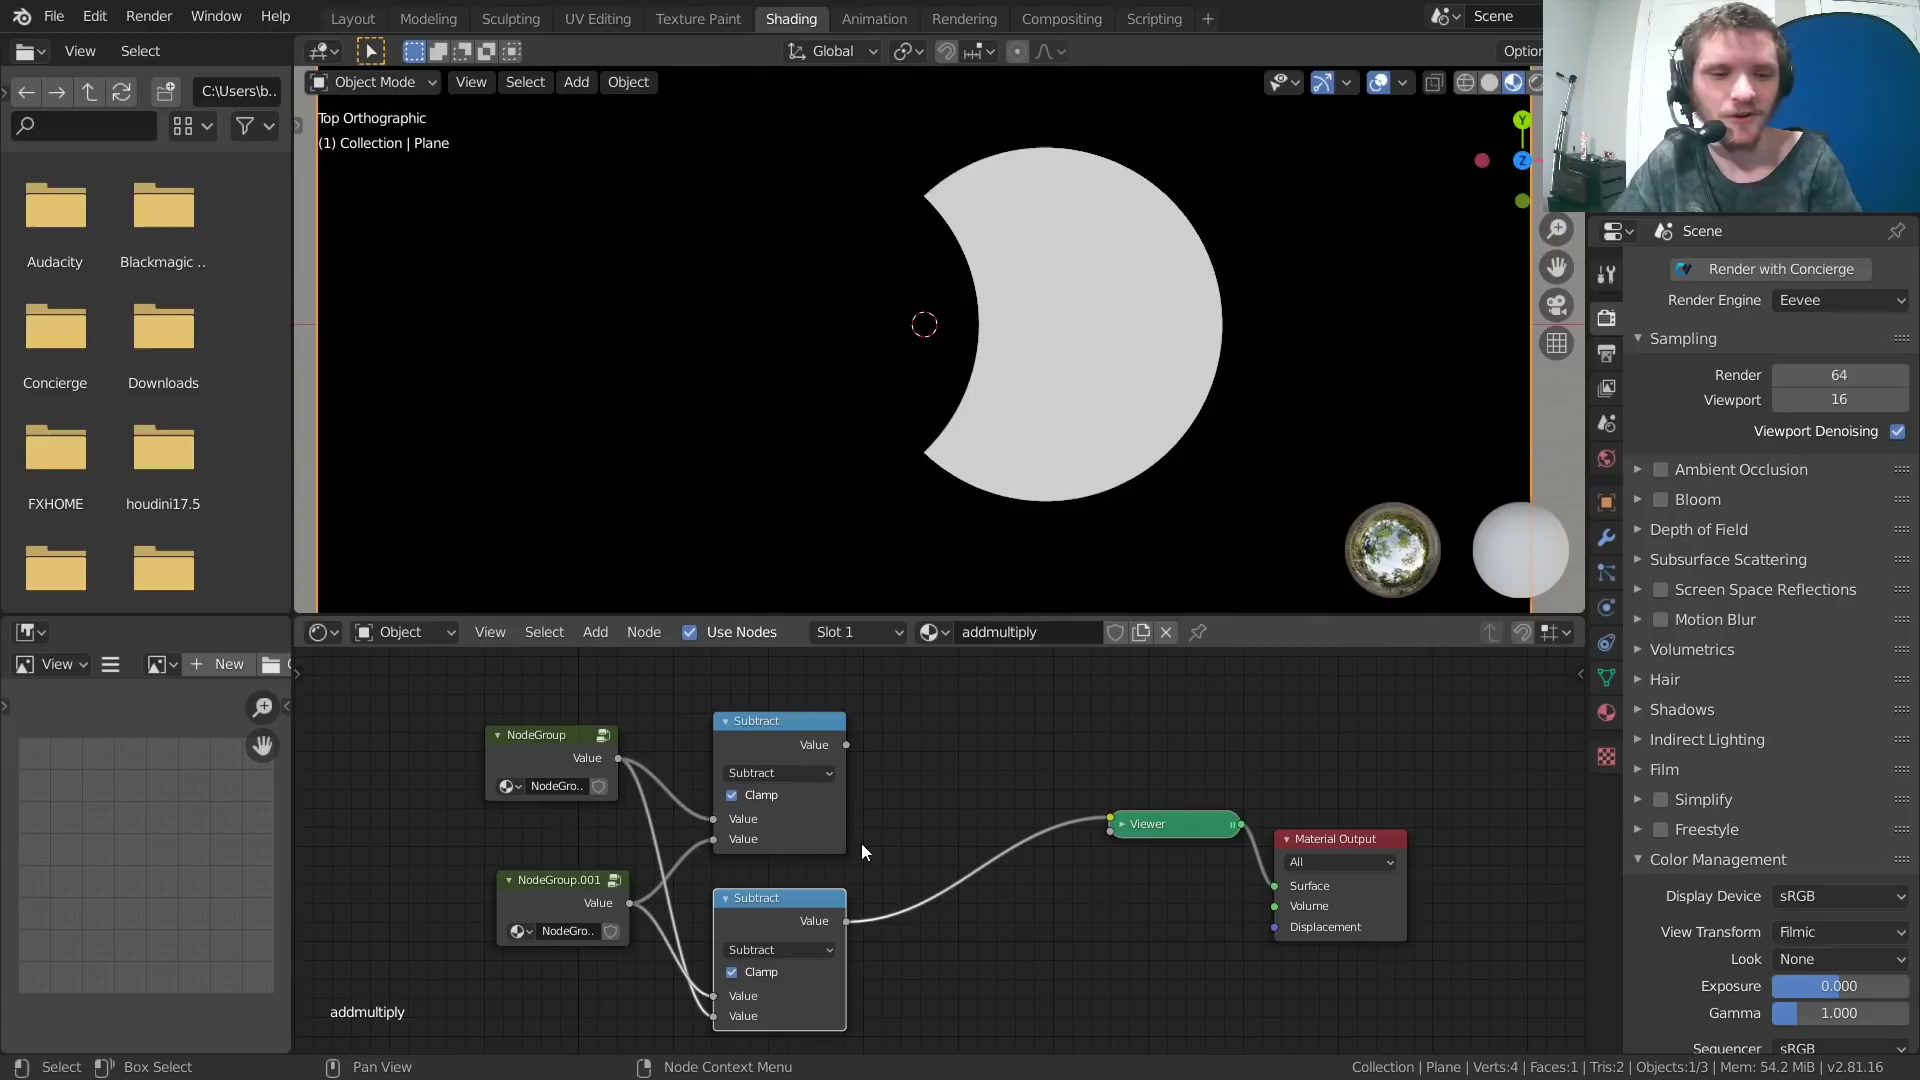 File Edit Render Window Help
Layout Modeling Sculpting UV Editing Texture Paint Shading Animation Rendering Compositing Scripting +
Scene
View Select
Global
Optior
C:\Users\b..
Object Mode View Select Add Object
Top Orthographic
(1) Collection | Plane
Y
Z
Audacity
Blackmagic ..
Concierge
Downloads
FXHOME
houdini17.5
Scene
Render with Concierge
Render Engine Eevee
Sampling
Render 64
Viewport 16
Viewport Denoising
Ambient Occlusion
Bloom
Depth of Field
Subsurface Scattering
Screen Space Reflections
Motion Blur
Volumetrics
Hair
Shadows
Indirect Lighting
Film
Simplify
Freestyle
Color Management
Display Device sRGB
View Transform Filmic
Look None
Exposure 0.000
Gamma 1.000
Sequencer sRGB
Object View Select Add Node Use Nodes Slot 1 addmultiply
View + New
NodeGroup
Value
NodeGro..
NodeGroup.001
Value
NodeGro..
Subtract
Value
Subtract
Clamp
Value
Value
Subtract
Value
Subtract
Clamp
Value
Value
Viewer
Material Output
All
Surface
Volume
Displacement
addmultiply
Select Box Select Pan View Node Context Menu
Collection | Plane | Verts:4 | Faces:1 | Tris:2 | Objects:1/3 | Mem: 54.2 MiB | v2.81.16